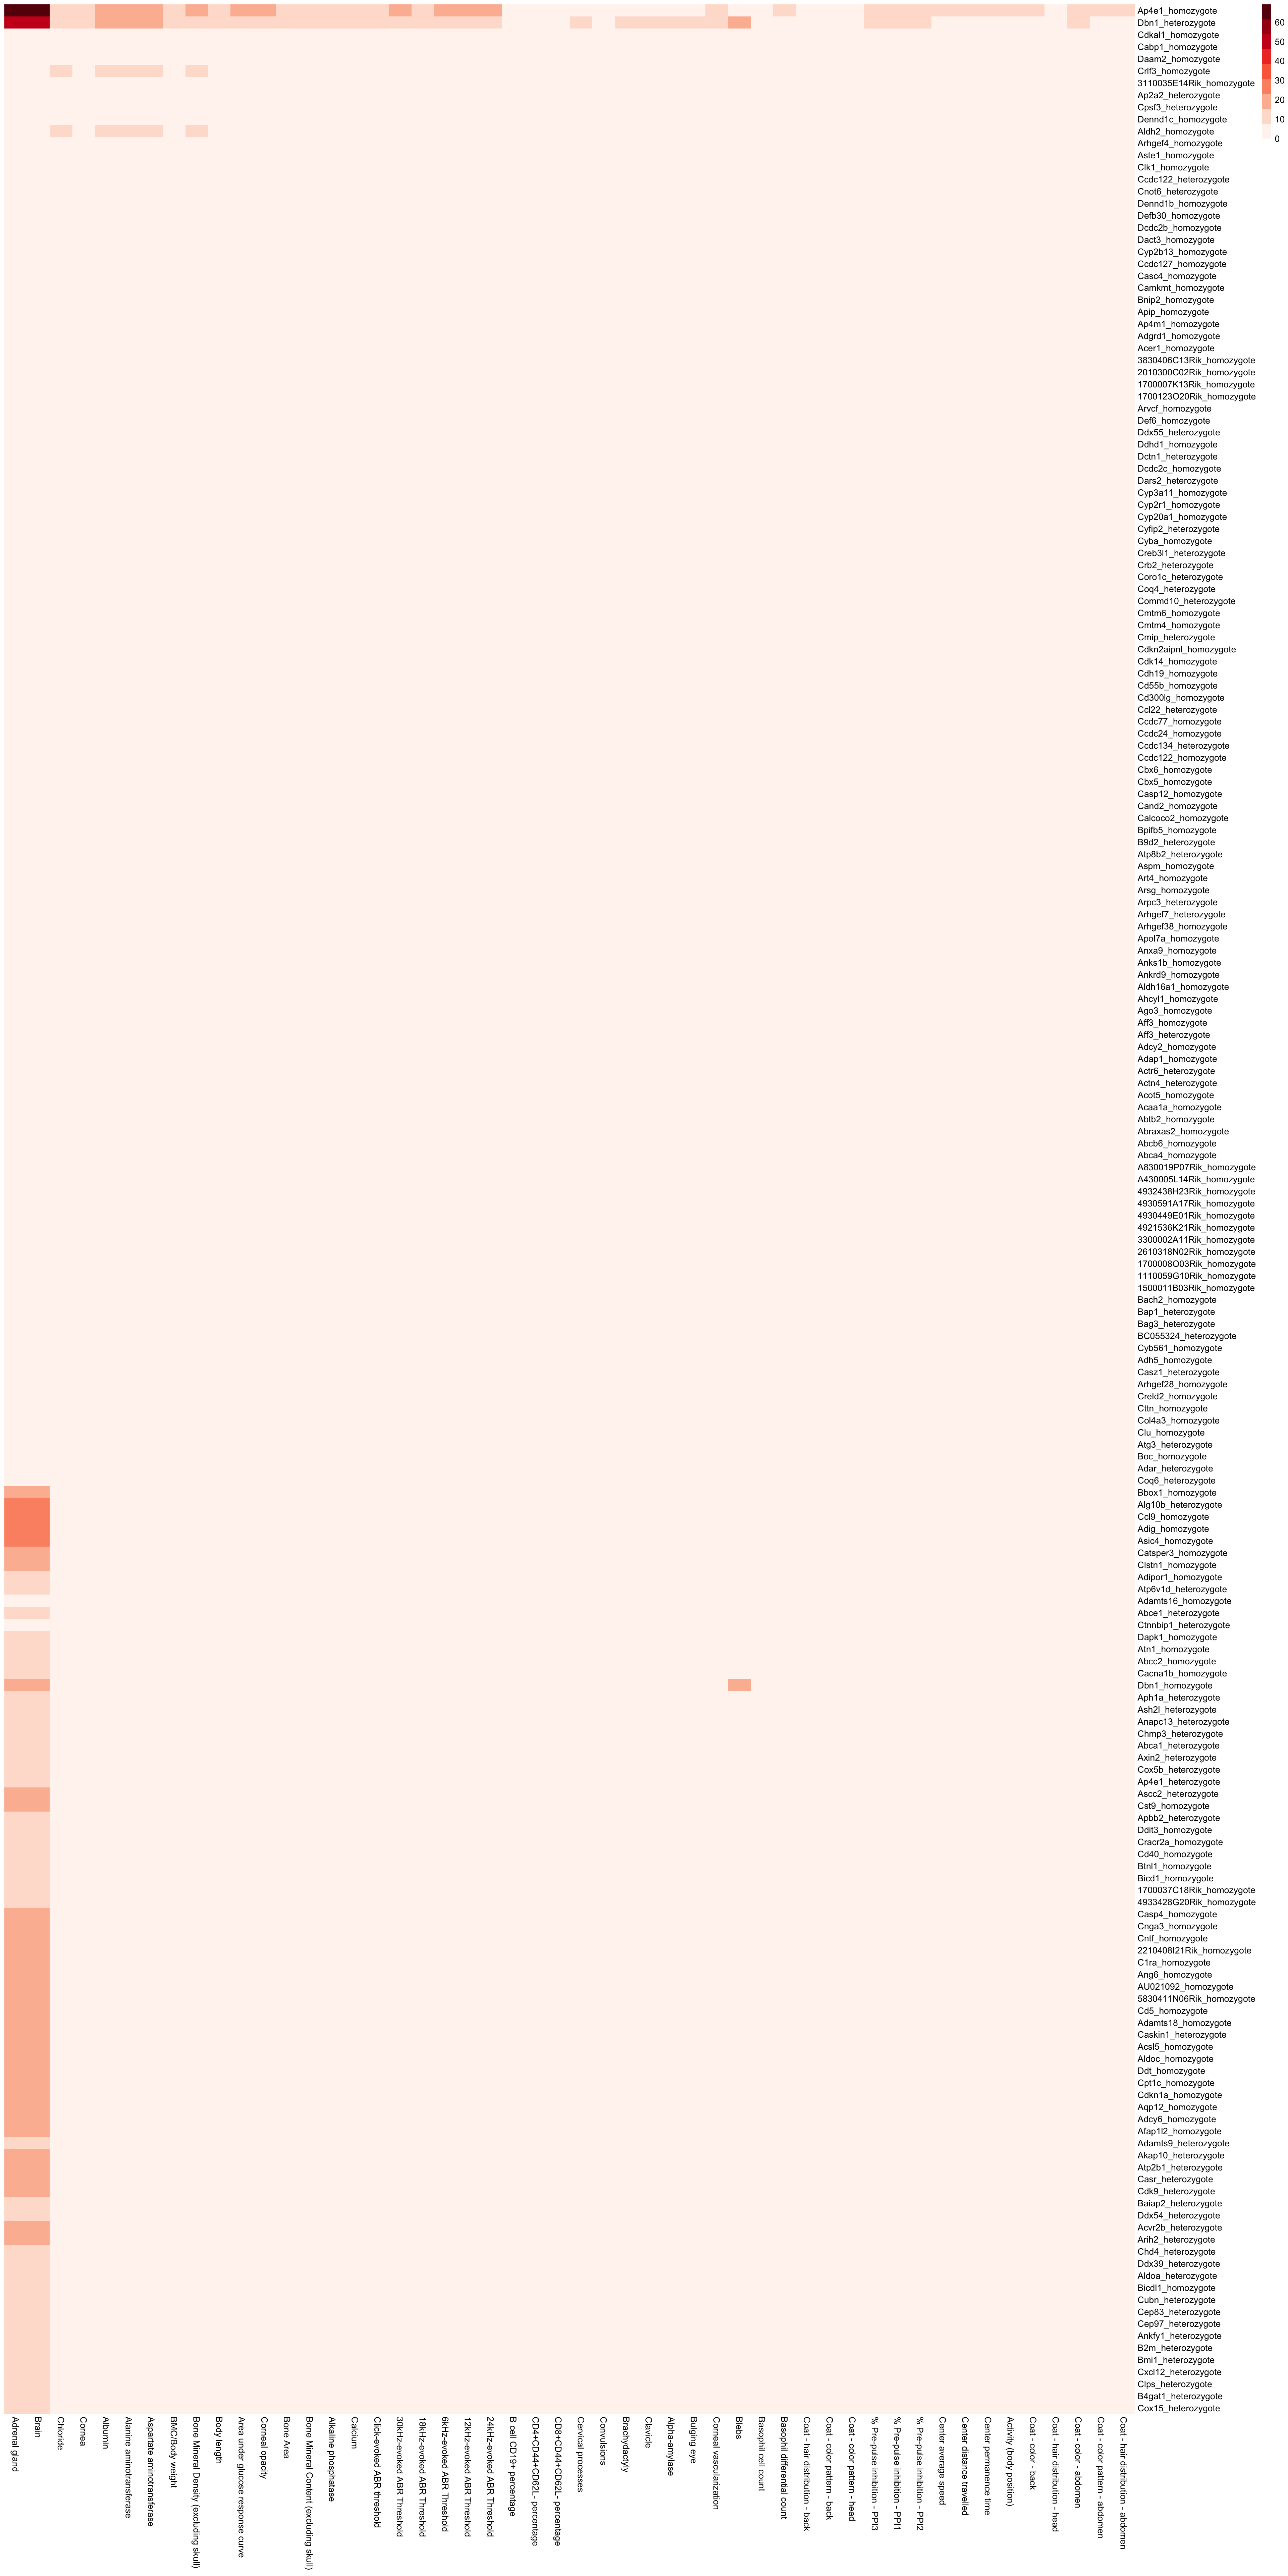 Ap4e1_homozygote
Dbn1_heterozygote
Cdkal1_homozygote
Cabp1_homozygote
Daam2_homozygote
Crlf3_homozygote
3110035E14Rik_homozygote
Ap2a2_heterozygote
Cpsf3_heterozygote
Dennd1c_homozygote
Aldh2_homozygote
Arhgef4_homozygote
Aste1_homozygote
Clk1_homozygote
Ccdc122_heterozygote
Cnot6_heterozygote
Dennd1b_homozygote
Defb30_homozygote
Dcdc2b_homozygote
Dact3_homozygote
Cyp2b13_homozygote
Ccdc127_homozygote
Casc4_homozygote
Camkmt_homozygote
Bnip2_homozygote
Apip_homozygote
Ap4m1_homozygote
Adgrd1_homozygote
Acer1_homozygote
3830406C13Rik_homozygote
2010300C02Rik_homozygote
1700007K13Rik_homozygote
1700123O20Rik_homozygote
Arvcf_homozygote
Def6_homozygote
Ddx55_heterozygote
Ddhd1_homozygote
Dctn1_heterozygote
Dcdc2c_homozygote
Dars2_heterozygote
Cyp3a11_homozygote
Cyp2r1_homozygote
Cyp20a1_homozygote
Cyfip2_heterozygote
Cyba_homozygote
Creb3l1_heterozygote
Crb2_heterozygote
Coro1c_heterozygote
Coq4_heterozygote
Commd10_heterozygote
Cmtm6_homozygote
Cmtm4_homozygote
Cmip_heterozygote
Cdkn2aipnl_homozygote
Cdk14_homozygote
Cdh19_homozygote
Cd55b_homozygote
Cd300lg_homozygote
Ccl22_heterozygote
Ccdc77_homozygote
Ccdc24_homozygote
Ccdc134_heterozygote
Ccdc122_homozygote
Cbx6_homozygote
Cbx5_homozygote
Casp12_homozygote
Cand2_homozygote
Calcoco2_homozygote
Bpifb5_homozygote
B9d2_heterozygote
Atp8b2_heterozygote
Aspm_homozygote
Art4_homozygote
Arsg_homozygote
Arpc3_heterozygote
Arhgef7_heterozygote
Arhgef38_homozygote
Apol7a_homozygote
Anxa9_homozygote
Anks1b_homozygote
Ankrd9_homozygote
Aldh16a1_homozygote
Ahcyl1_homozygote
Ago3_homozygote
Aff3_homozygote
Aff3_heterozygote
Adcy2_homozygote
Adap1_homozygote
Actr6_heterozygote
Actn4_heterozygote
Acot5_homozygote
Acaa1a_homozygote
Abtb2_homozygote
Abraxas2_homozygote
Abcb6_homozygote
Abca4_homozygote
A830019P07Rik_homozygote
A430005L14Rik_homozygote
4932438H23Rik_homozygote
4930591A17Rik_homozygote
4930449E01Rik_homozygote
4921536K21Rik_homozygote
3300002A11Rik_homozygote
2610318N02Rik_homozygote
1700008O03Rik_homozygote
1110059G10Rik_homozygote
1500011B03Rik_homozygote
Bach2_homozygote
Bap1_heterozygote
Bag3_heterozygote
BC055324_heterozygote
Cyb561_homozygote
Adh5_homozygote
Casz1_heterozygote
Arhgef28_homozygote
Creld2_homozygote
Cttn_homozygote
Col4a3_homozygote
Clu_homozygote
Atg3_heterozygote
Boc_homozygote
Adar_heterozygote
Coq6_heterozygote
Bbox1_homozygote
Alg10b_heterozygote
Ccl9_homozygote
Adig_homozygote
Asic4_homozygote
Catsper3_homozygote
Clstn1_homozygote
Adipor1_homozygote
Atp6v1d_heterozygote
Adamts16_homozygote
Abce1_heterozygote
Ctnnbip1_heterozygote
Dapk1_homozygote
Atn1_homozygote
Abcc2_homozygote
Cacna1b_homozygote
Dbn1_homozygote
Aph1a_heterozygote
Ash2l_heterozygote
Anapc13_heterozygote
Chmp3_heterozygote
Abca1_heterozygote
Axin2_heterozygote
Cox5b_heterozygote
Ap4e1_heterozygote
Ascc2_heterozygote
Cst9_homozygote
Apbb2_heterozygote
Ddit3_homozygote
Cracr2a_homozygote
Cd40_homozygote
Btnl1_homozygote
Bicd1_homozygote
1700037C18Rik_homozygote
4933428G20Rik_homozygote
Casp4_homozygote
Cnga3_homozygote
Cntf_homozygote
2210408I21Rik_homozygote
C1ra_homozygote
Ang6_homozygote
AU021092_homozygote
5830411N06Rik_homozygote
Cd5_homozygote
Adamts18_homozygote
Caskin1_heterozygote
Acsl5_homozygote
Aldoc_homozygote
Ddt_homozygote
Cpt1c_homozygote
Cdkn1a_homozygote
Aqp12_homozygote
Adcy6_homozygote
Afap1l2_homozygote
Adamts9_heterozygote
Akap10_heterozygote
Atp2b1_heterozygote
Casr_heterozygote
Cdk9_heterozygote
Baiap2_heterozygote
Ddx54_heterozygote
Acvr2b_heterozygote
Arih2_heterozygote
Chd4_heterozygote
Ddx39_heterozygote
Aldoa_heterozygote
Bicdl1_homozygote
Cubn_heterozygote
Cep83_heterozygote
Cep97_heterozygote
Ankfy1_heterozygote
B2m_heterozygote
Bmi1_heterozygote
Cxcl12_heterozygote
Clps_heterozygote
B4gat1_heterozygote
Cox15_heterozygote
60
50
40
30
20
10
0
Adrenal gland
Brain
Chloride
Cornea
Albumin
Alanine aminotransferase
Aspartate aminotransferase
BMC/Body weight
Bone Mineral Density (excluding skull)
Body length
Area under glucose response curve
Corneal opacity
Bone Area
Bone Mineral Content (excluding skull)
Alkaline phosphatase
Calcium
Click-evoked ABR threshold
30kHz-evoked ABR Threshold
18kHz-evoked ABR Threshold
6kHz-evoked ABR Threshold
12kHz-evoked ABR Threshold
24kHz-evoked ABR Threshold
B cell CD19+ percentage
CD4+CD44+CD62L- percentage
CD8+CD44+CD62L- percentage
Cervical processes
Convulsions
Brachydactyly
Clavicle
Alpha-amylase
Bulging eye
Corneal vascularization
Blebs
Basophil cell count
Basophil differential count
Coat - hair distribution - back
Coat - color pattern - back
Coat - color pattern - head
% Pre-pulse inhibition - PPI3
% Pre-pulse inhibition - PPI1
% Pre-pulse inhibition - PPI2
Center average speed
Center distance travelled
Center permanence time
Activity (body position)
Coat - color - back
Coat - hair distribution - head
Coat - color - abdomen
Coat - color pattern - abdomen
Coat - hair distribution - abdomen